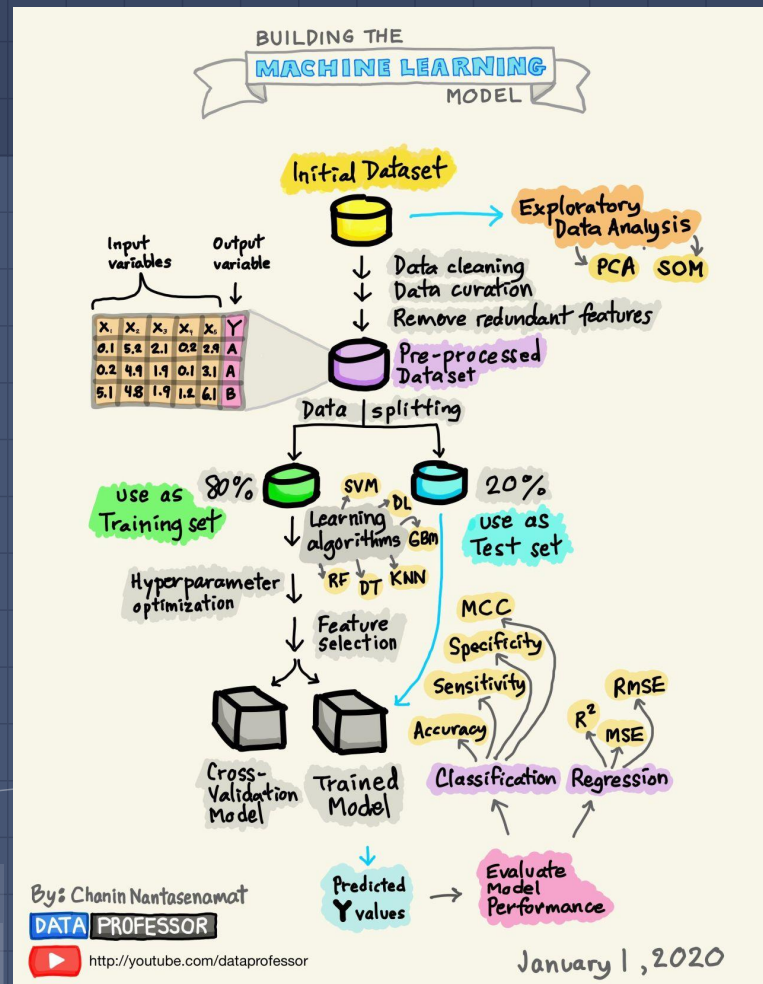 BUILDING THE
MACHINE LEARNING
MODEL
Initial Dataset
Exploratory
Data Analysis
PCA SOM
Input
variables
Output
variable
Data cleaning
Data curation
Remove redundant features
X₁ X₂ X₃ X₄ X₅ Y
0.1 5.2 2.1 0.2 2.9 A
0.2 4.9 1.9 0.1 3.1 A
5.1 4.8 1.9 1.2 6.1 B
Pre-processed
Dataset
Data splitting
80%
20%
use as
Training set
use as
Test set
Learning
algorithms
SVM
DL
GBM
KNN
DT
RF
Hyperparameter
optimization
Feature
selection
MCC
Specificity
Sensitivity
Accuracy
RMSE
R²
MSE
Classification
Regression
Cross-
Validation
Model
Trained
Model
Predicted
Y values
Evaluate
Model
Performance
By: Chanin Nantasenamat
DATA PROFESSOR
http://youtube.com/dataprofessor
January 1, 2020